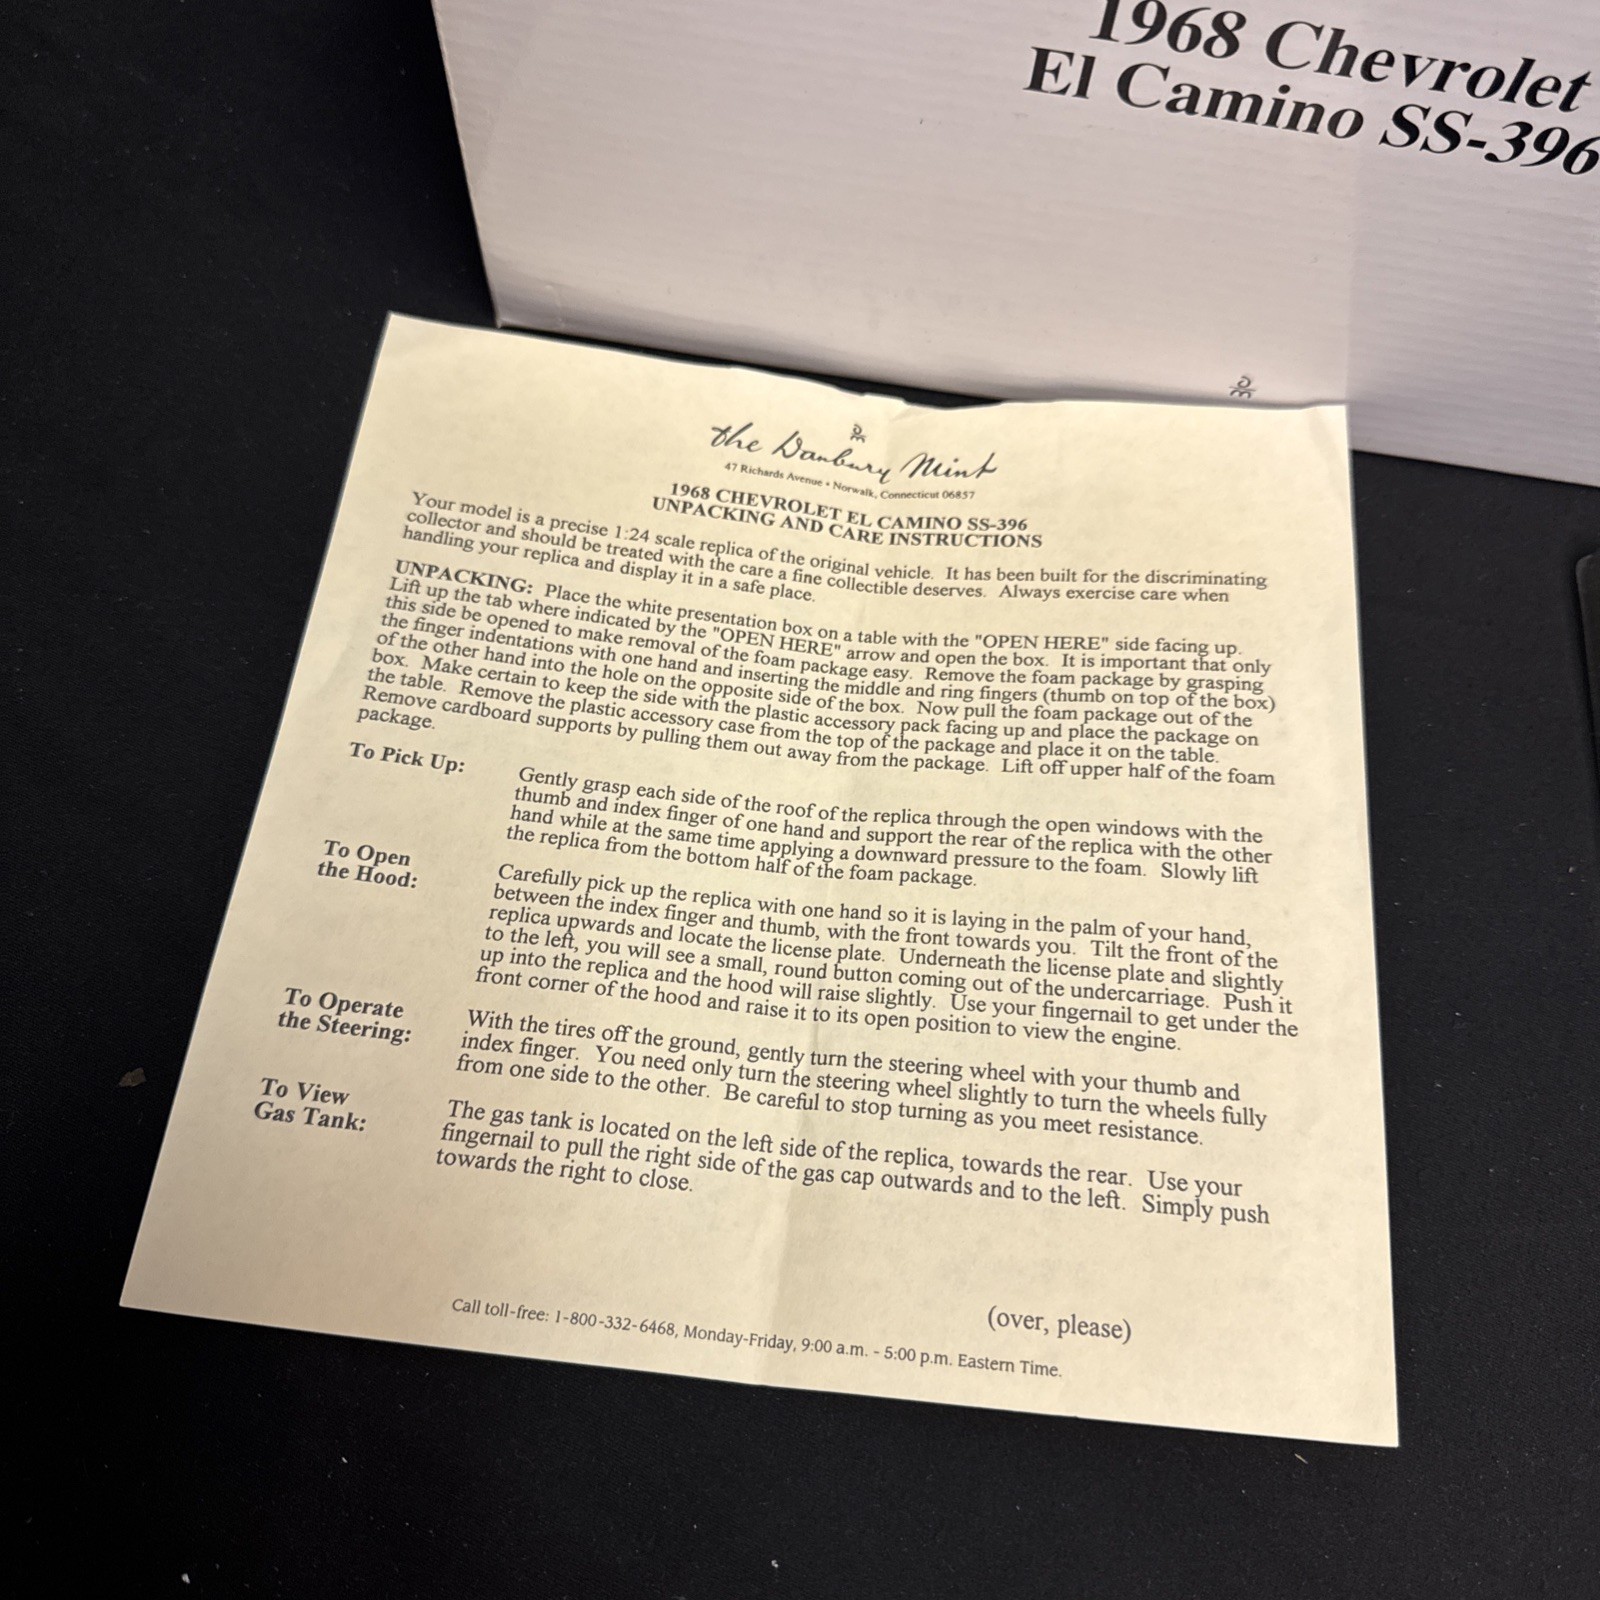 1968 Chevrolet
El Camino SS-396
the Danbury Mint
47 Richards Avenue • Norwalk, Connecticut 06857
1968 CHEVROLET EL CAMINO SS-396
UNPACKING AND CARE INSTRUCTIONS
Your model is a precise 1:24 scale replica of the original vehicle. It has been built for the discriminating
collector and should be treated with the care a fine collectible deserves. Always exercise care when
handling your replica and display it in a safe place.
UNPACKING: Place the white presentation box on a table with the "OPEN HERE" side facing up.
Lift up the tab where indicated by the "OPEN HERE" arrow and open the box. It is important that only
this side be opened to make removal of the foam package easy. Remove the foam package by grasping
the finger indentations with one hand and inserting the middle and ring fingers (thumb on top of the box)
of the other hand into the hole on the opposite side of the box. Now pull the foam package out of the
box. Make certain to keep the side with the plastic accessory pack facing up and place the package on
the table. Remove the plastic accessory case from the top of the package and place it on the table.
Remove cardboard supports by pulling them out away from the package. Lift off upper half of the foam
package.
To Pick Up: Gently grasp each side of the roof of the replica through the open windows with the
thumb and index finger of one hand and support the rear of the replica with the other
hand while at the same time applying a downward pressure to the foam. Slowly lift
the replica from the bottom half of the foam package.
To Open Carefully pick up the replica with one hand so it is laying in the palm of your hand,
the Hood: between the index finger and thumb, with the front towards you. Tilt the front of the
replica upwards and locate the license plate. Underneath the license plate and slightly
to the left, you will see a small, round button coming out of the undercarriage. Push it
up into the replica and the hood will raise slightly. Use your fingernail to get under the
front corner of the hood and raise it to its open position to view the engine.
To Operate With the tires off the ground, gently turn the steering wheel with your thumb and
the Steering: index finger. You need only turn the steering wheel slightly to turn the wheels fully
from one side to the other. Be careful to stop turning as you meet resistance.
To View The gas tank is located on the left side of the replica, towards the rear. Use your
Gas Tank: fingernail to pull the right side of the gas cap outwards and to the left. Simply push
towards the right to close.
(over, please)
Call toll-free: 1-800-332-6468, Monday-Friday, 9:00 a.m. - 5:00 p.m. Eastern Time.